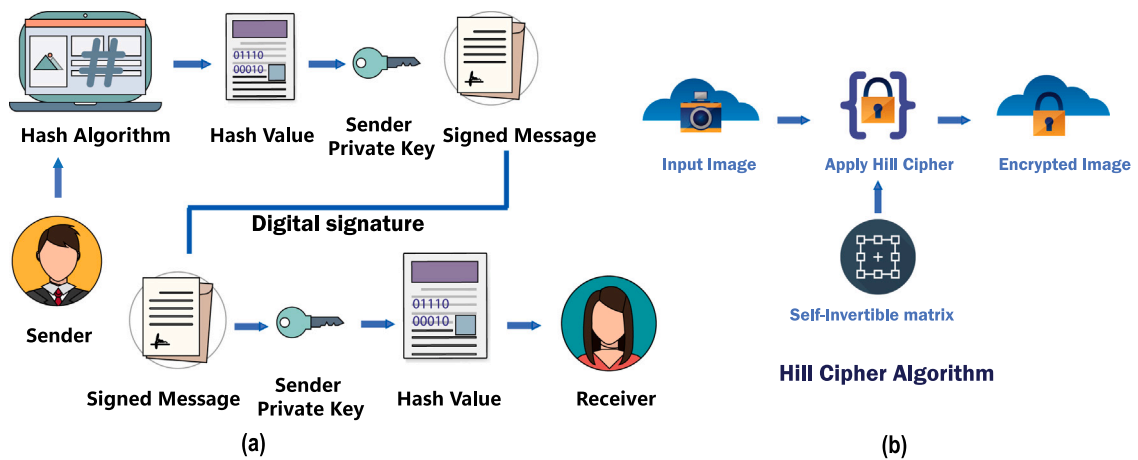 01110
00010
Hash Algorithm
Hash Value
Sender
Private Key
Signed Message
Digital signature
Sender
01110
00010
Signed Message
Sender
Private Key
Hash Value
Receiver
(a)
Input Image
Apply Hill Cipher
Encrypted Image
Self-Invertible matrix
Hill Cipher Algorithm
(b)